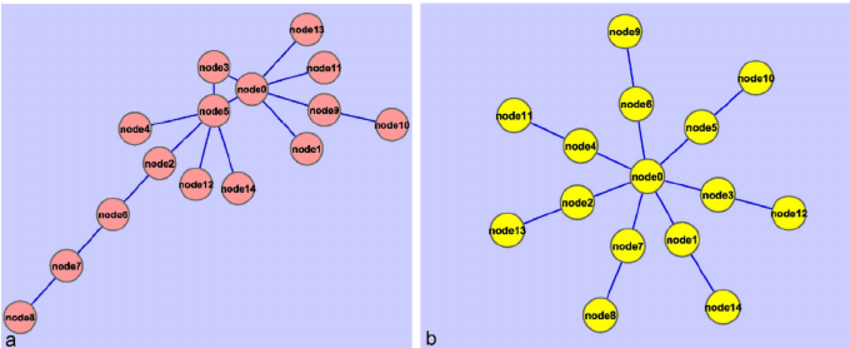 node13
node3
node11
node0
node5
node9
node4
node10
node1
node2
node12
node14
node6
node7
node8
a
node9
node10
node6
node11
node5
node4
node0
node3
node2
node12
node13
node1
node7
node14
node8
b